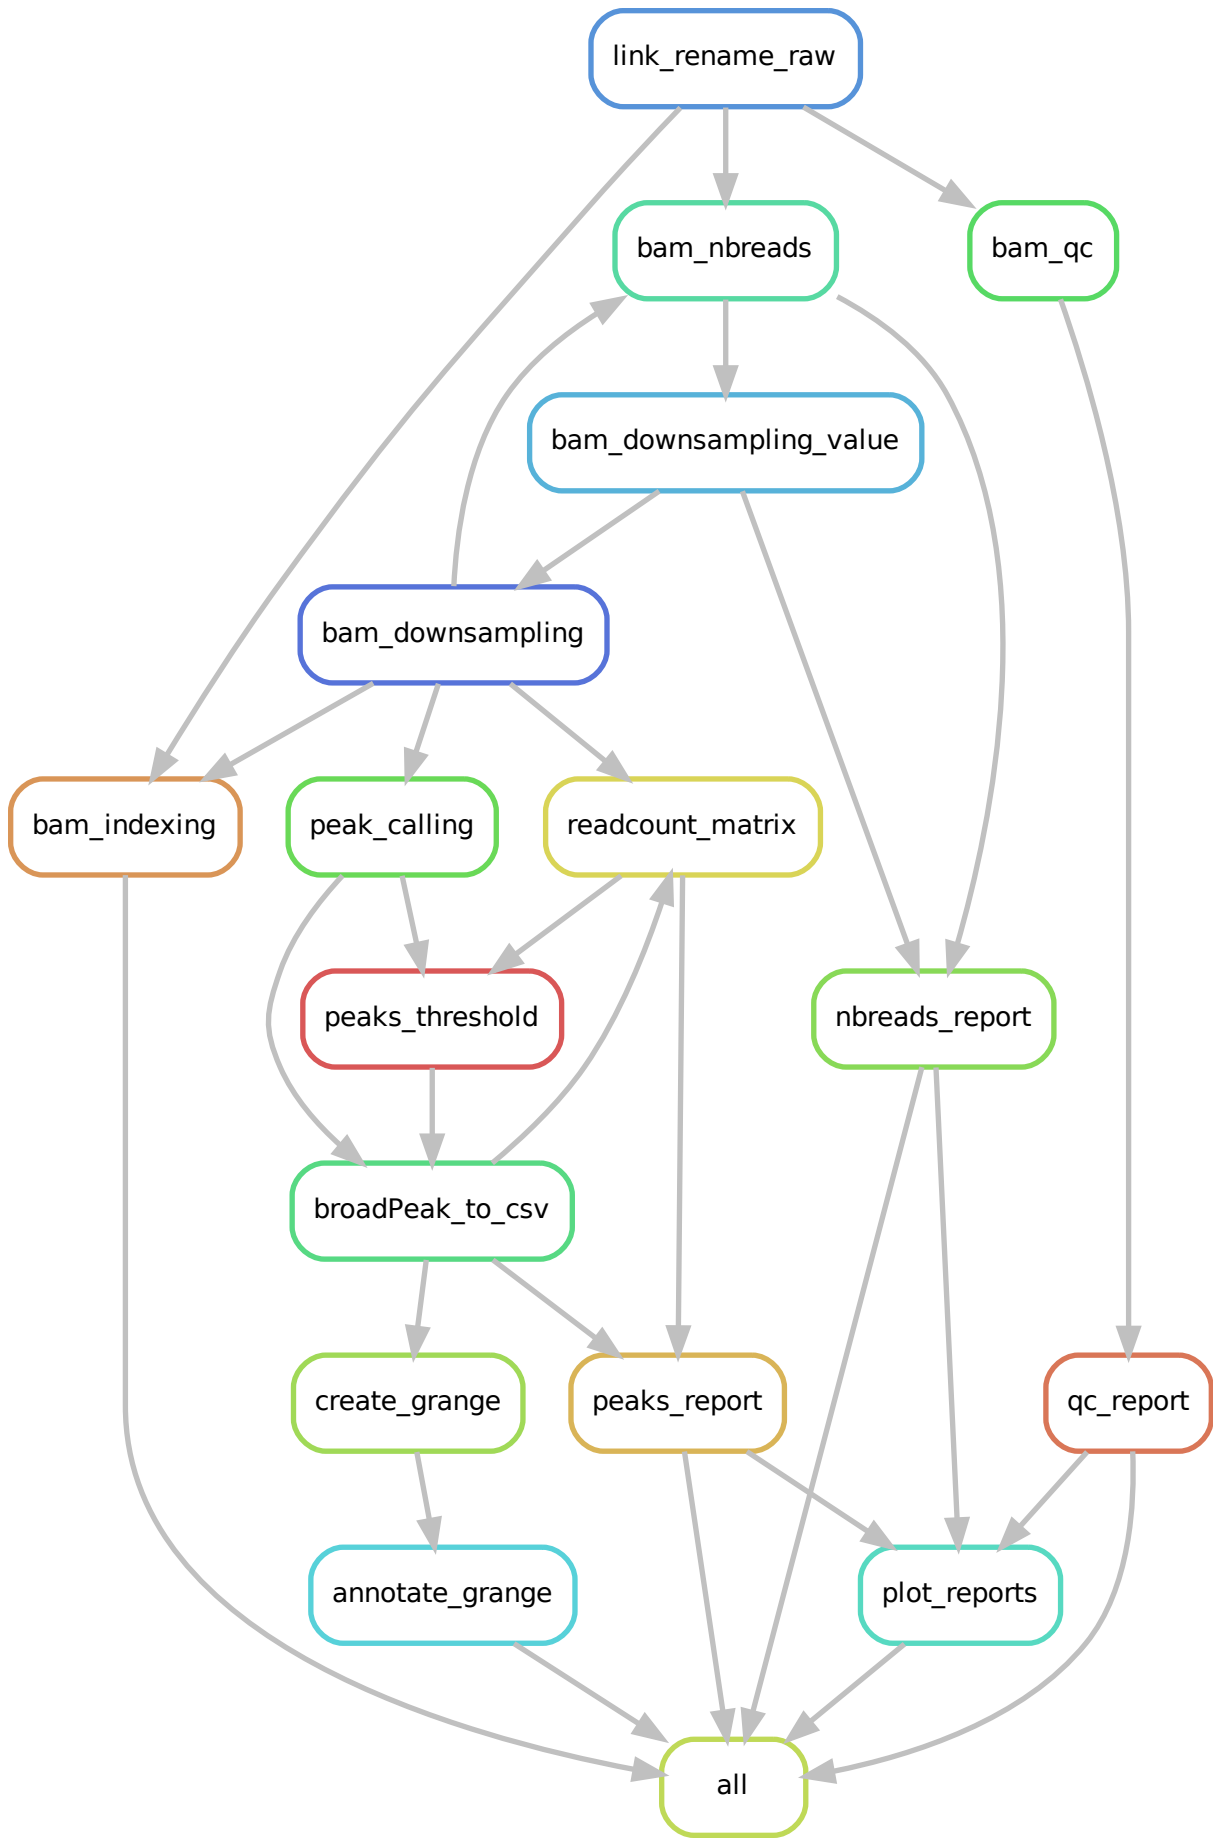 link_rename_raw
bam_nbreads
bam_qc
bam_downsampling_value
bam_downsampling
bam_indexing
peak_calling
readcount_matrix
peaks_threshold
nbreads_report
broadPeak_to_csv
create_grange
peaks_report
qc_report
annotate_grange
plot_reports
all